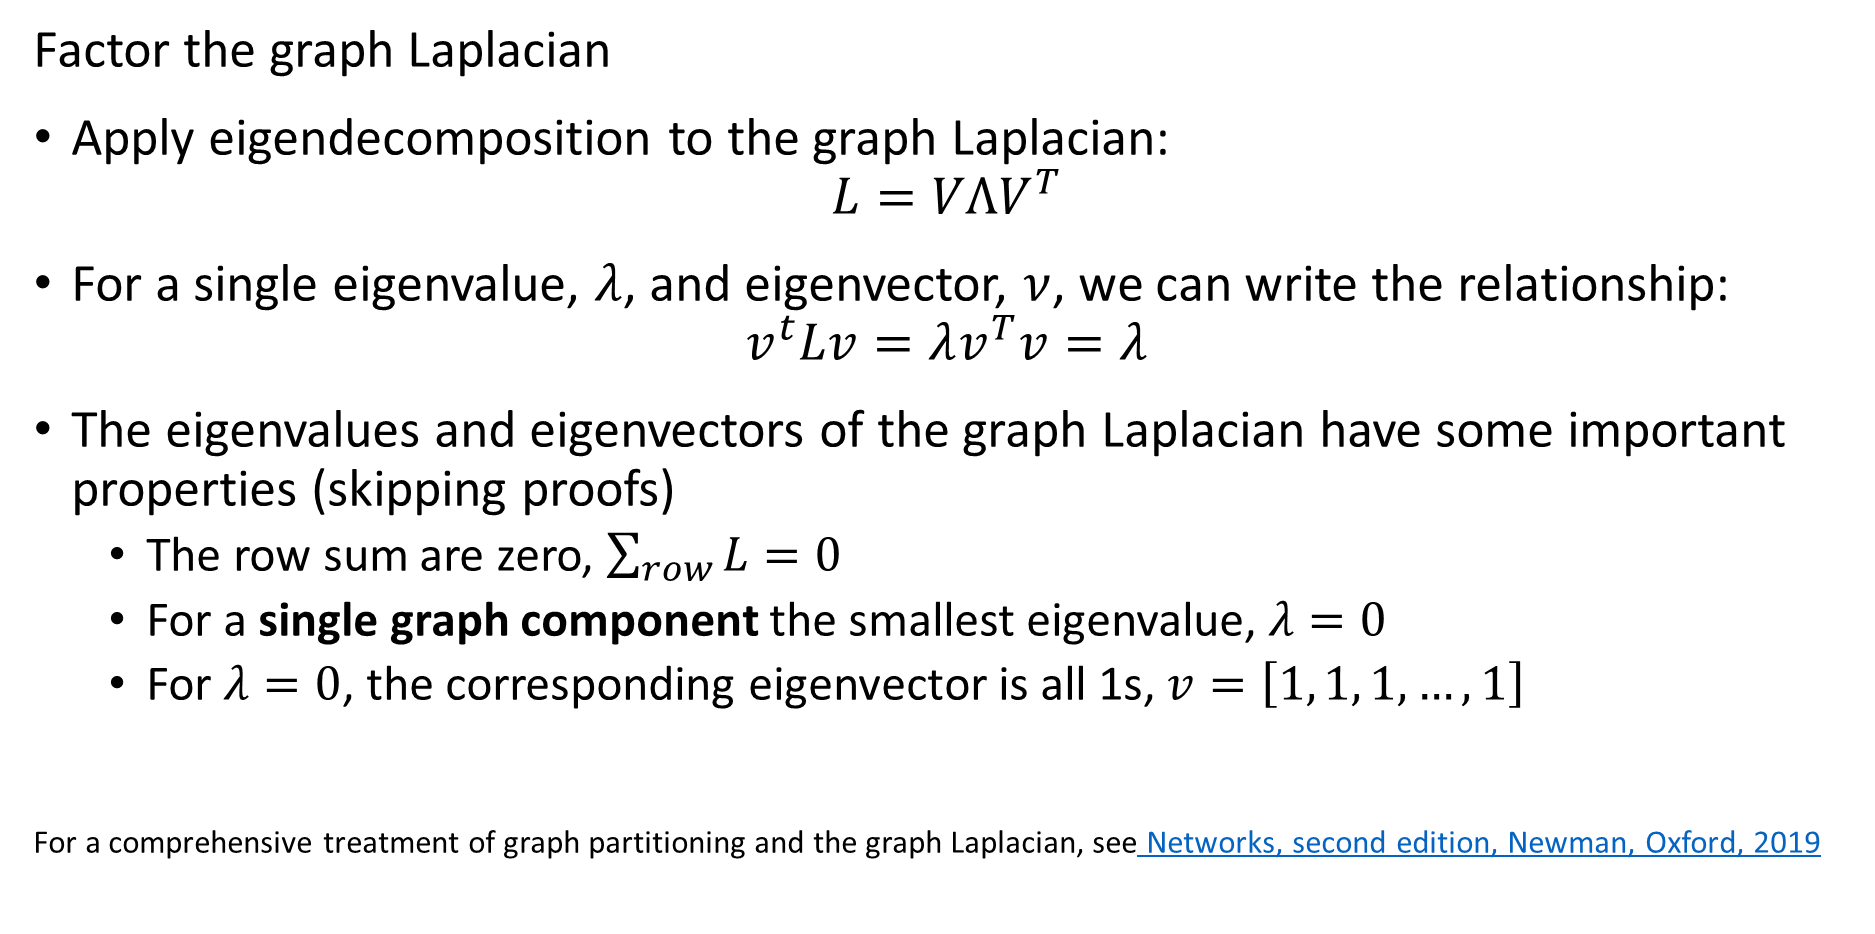 Factor the graph Laplacian
• Apply eigendecomposition to the graph Laplacian:
L = VΛV^T
• For a single eigenvalue, λ, and eigenvector, ν, we can write the relationship:
v^t Lv = λv^T v = λ
• The eigenvalues and eigenvectors of the graph Laplacian have some important
properties (skipping proofs)
• The row sum are zero, ∑_row L = 0
• For a single graph component the smallest eigenvalue, λ = 0
• For λ = 0, the corresponding eigenvector is all 1s, v = [1, 1, 1, … , 1]
For a comprehensive treatment of graph partitioning and the graph Laplacian, see Networks, second edition, Newman, Oxford, 2019